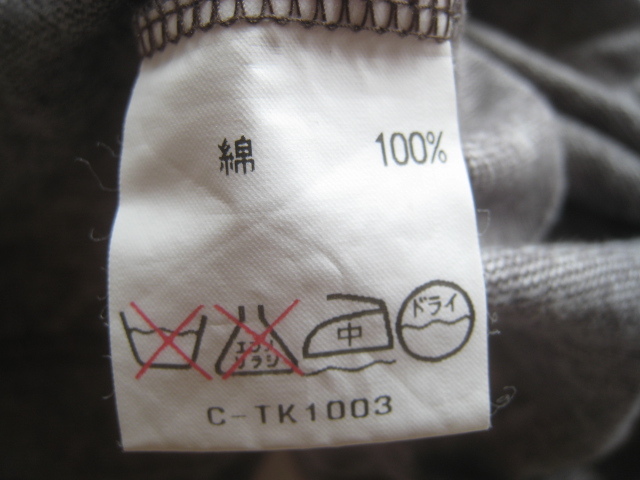 綿 100%
エンソ
サラシ
中
ドライ
C-TK1003